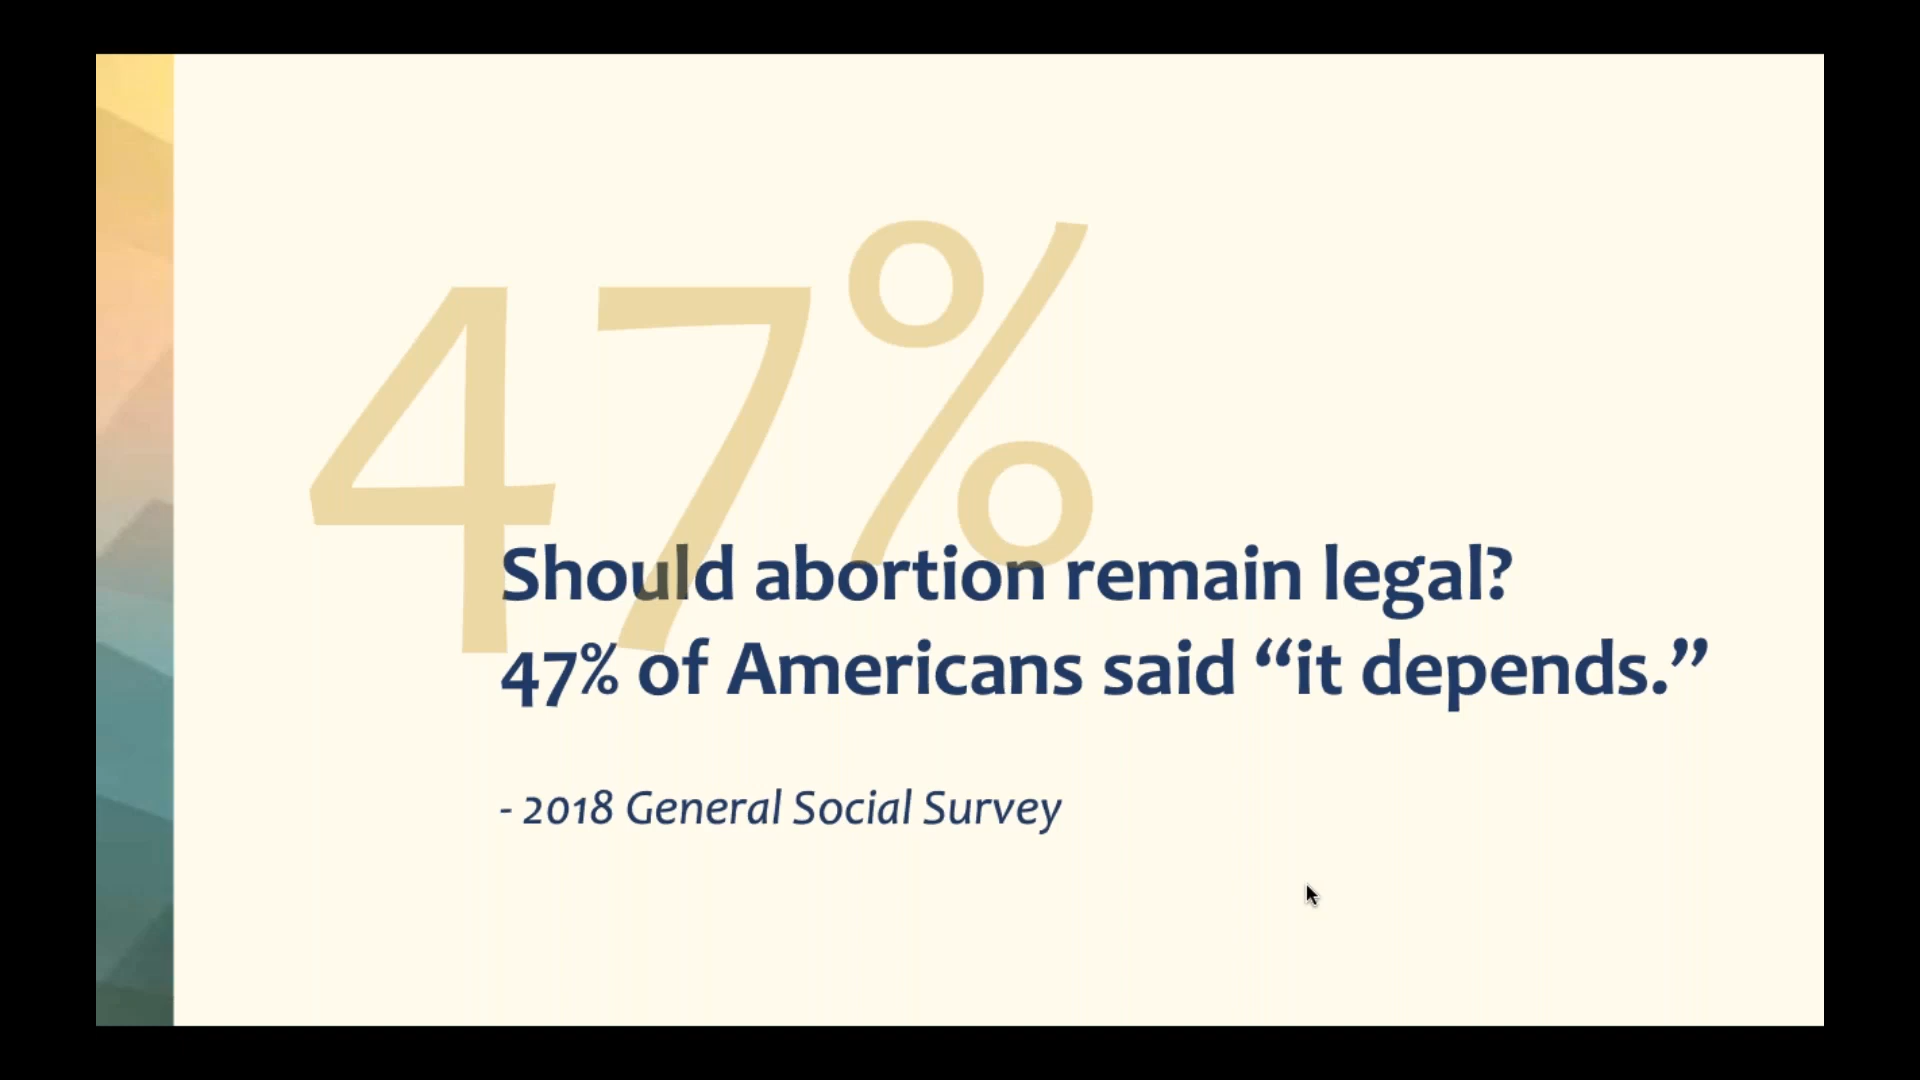 47%
Should abortion remain legal?
47% of Americans said “it depends.”
- 2018 General Social Survey